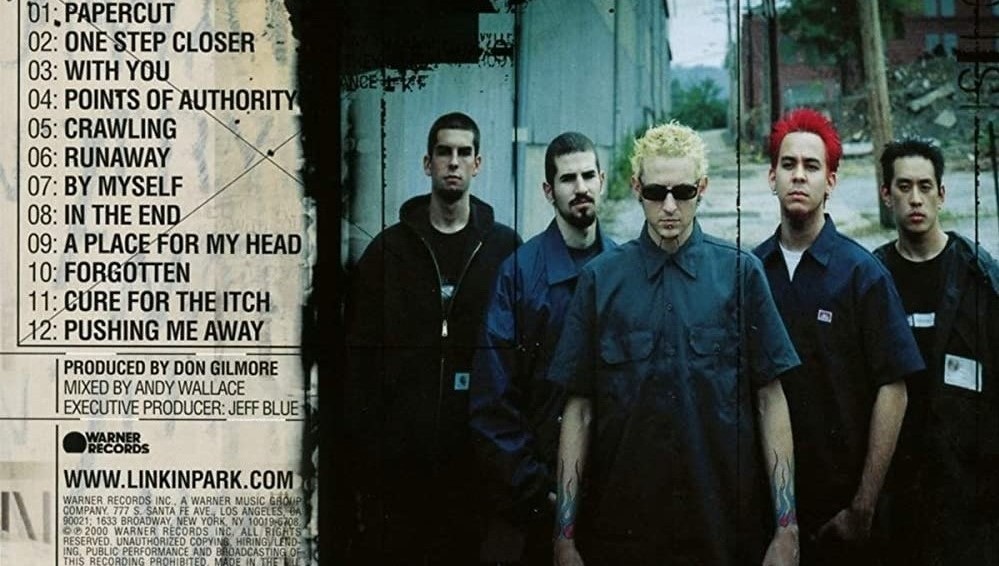 01: PAPERCUT
02: ONE STEP CLOSER
03: WITH YOU
04: POINTS OF AUTHORITY
05: CRAWLING
06: RUNAWAY
07: BY MYSELF
08: IN THE END
09: A PLACE FOR MY HEAD
10: FORGOTTEN
11: CURE FOR THE ITCH
12: PUSHING ME AWAY
PRODUCED BY DON GILMORE
MIXED BY ANDY WALLACE
EXECUTIVE PRODUCER: JEFF BLUE
WARNER
RECORDS
WWW.LINKINPARK.COM
WARNER RECORDS INC., A WARNER MUSIC GROUP
COMPANY. 777 S. SANTA FE AVE., LOS ANGELES, CA
90021; 1633 BROADWAY, NEW YORK, NY 10019-6708.
©℗ 2000 WARNER RECORDS INC. ALL RIGHTS
RESERVED. UNAUTHORIZED COPYING, HIRING, LEND-
ING, PUBLIC PERFORMANCE AND BROADCASTING OF
THIS RECORDING PROHIBITED. MADE IN THE